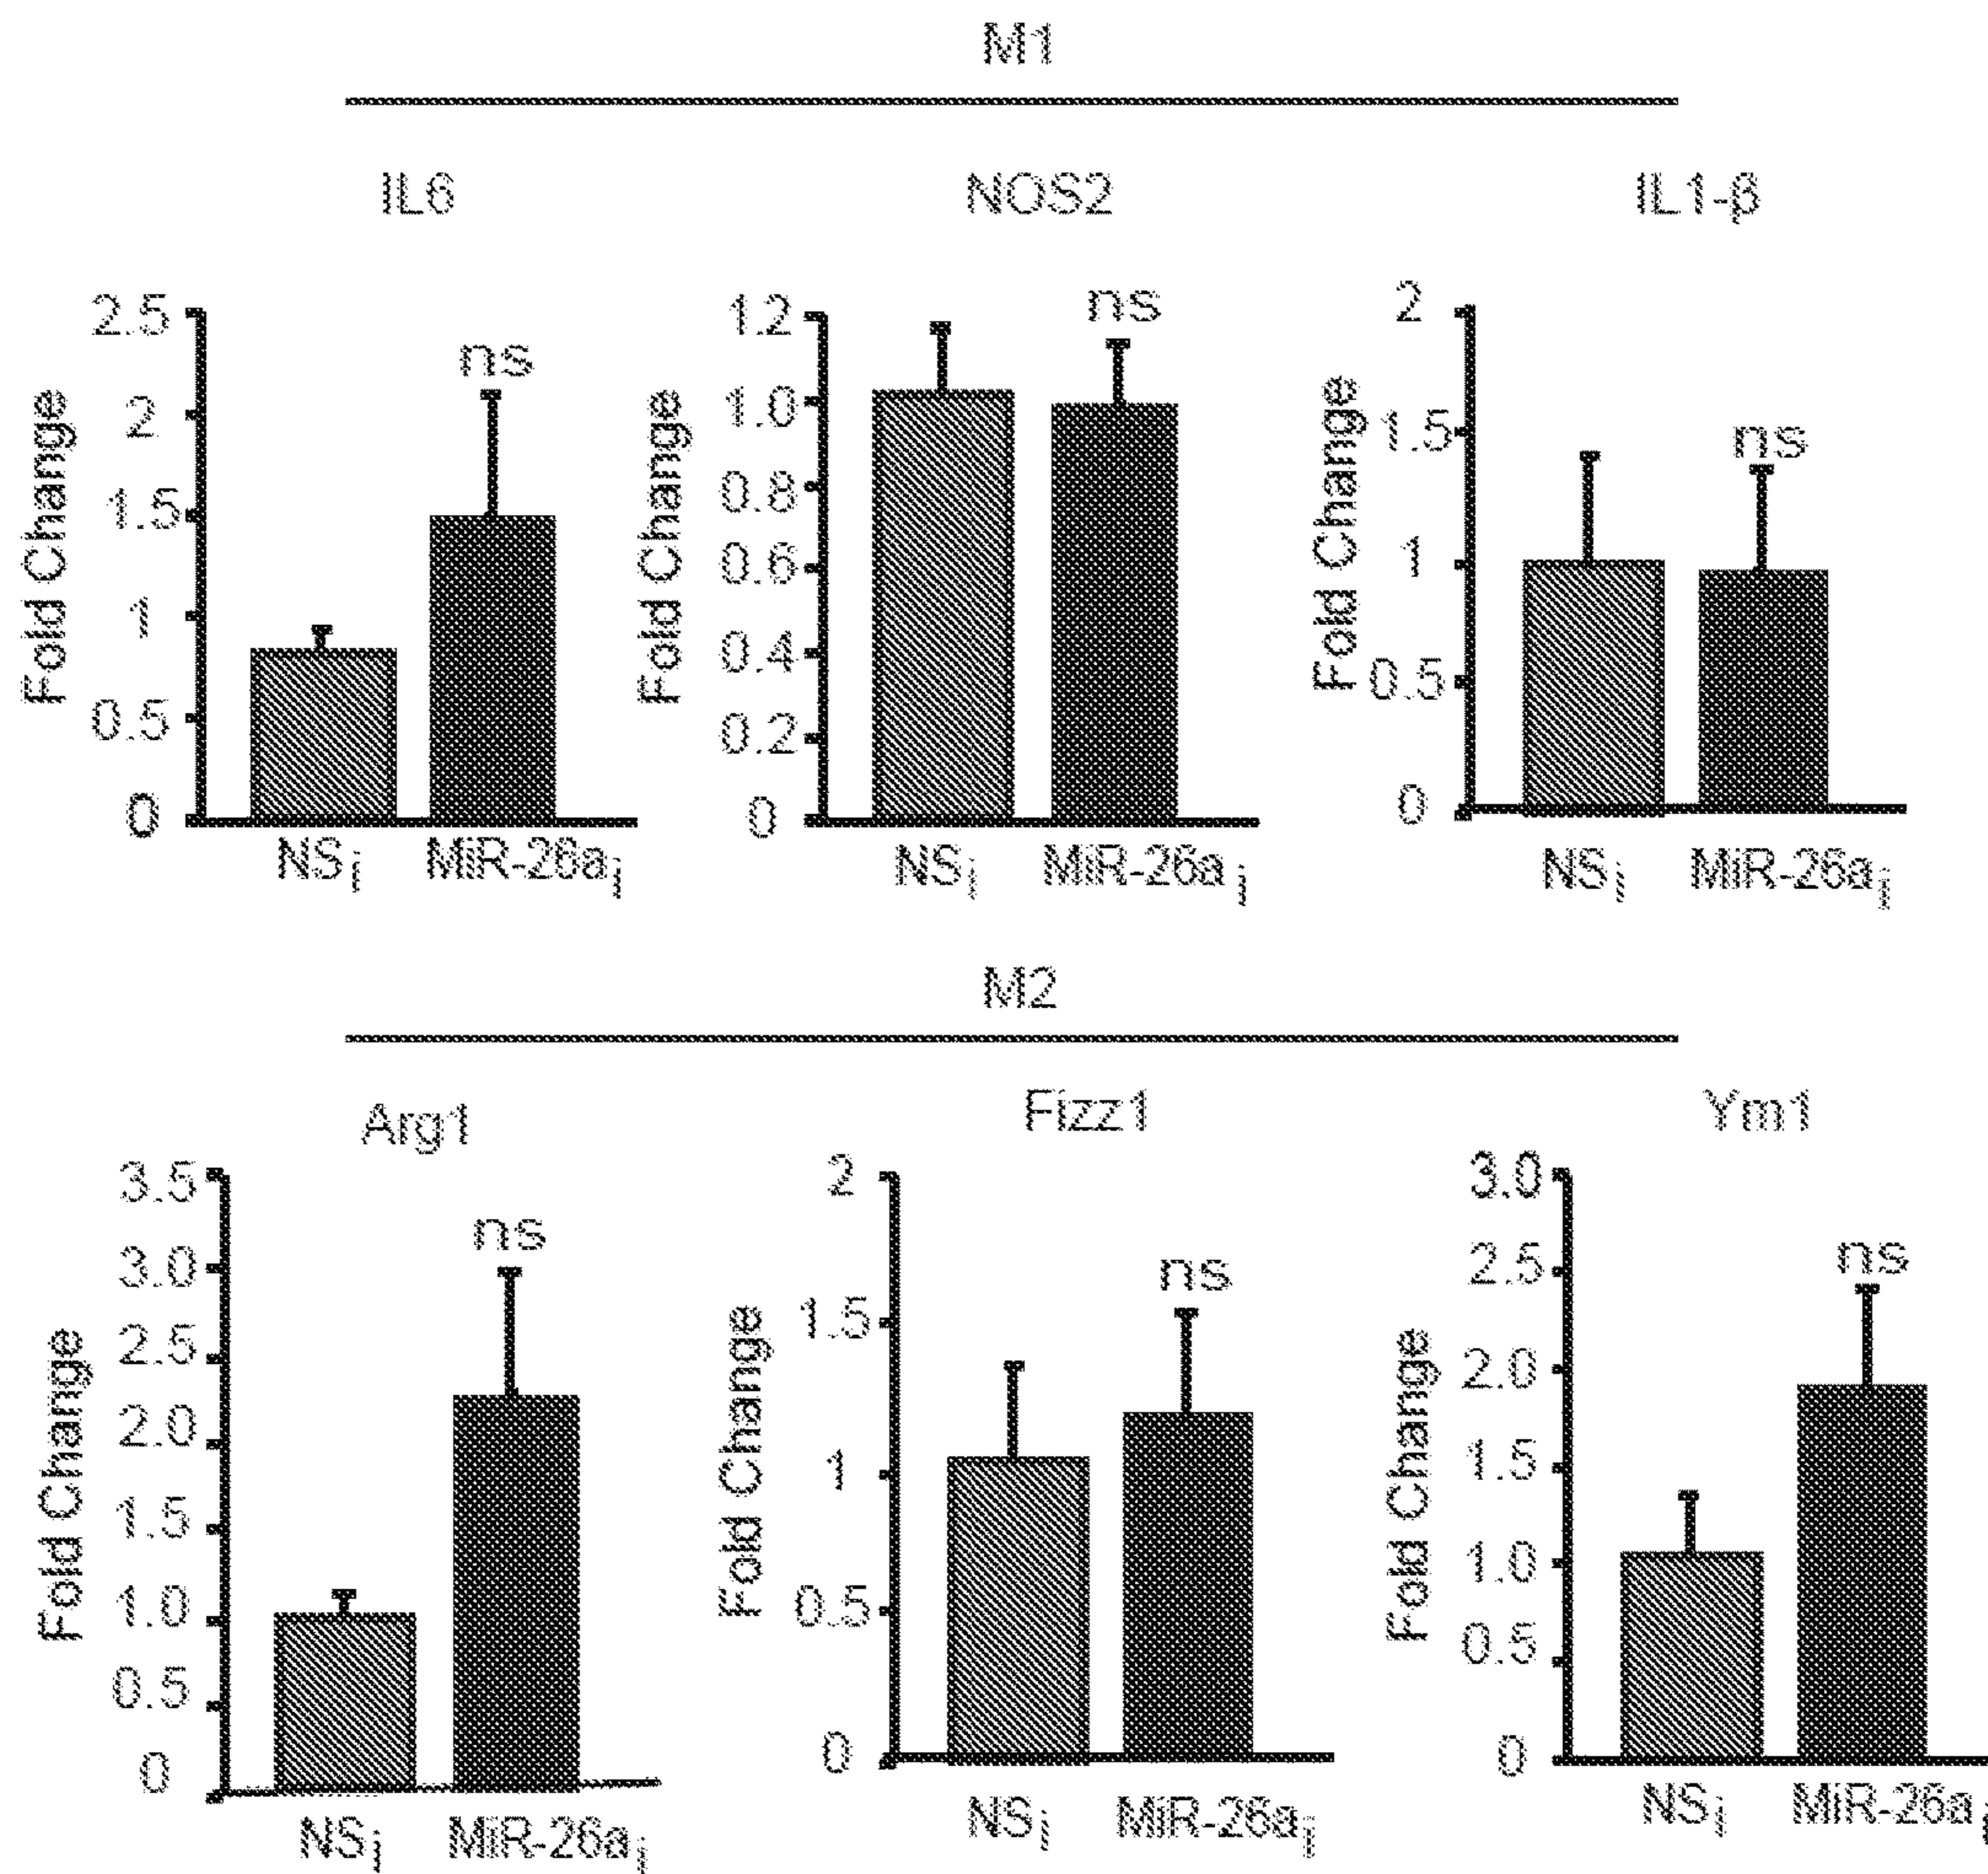 M1
IL6
Fold Change
2.5
2
1.5
1
0.5
0
ns
NSi
MiR-26ai
NOS2
Fold Change
1.2
1.0
0.8
0.6
0.4
0.2
0
ns
NSi
MiR-26ai
IL1-β
Fold Change
2
1.5
1
0.5
0
ns
NSi
MiR-26ai
M2
Arg1
Fold Change
3.5
3.0
2.5
2.0
1.5
1.0
0.5
0
ns
NSi
MiR-26ai
Fizz1
Fold Change
2
1.5
1
0.5
0
ns
NSi
MiR-26ai
Ym1
Fold Change
3.0
2.5
2.0
1.5
1.0
0.5
0
ns
NSi
MiR-26ai